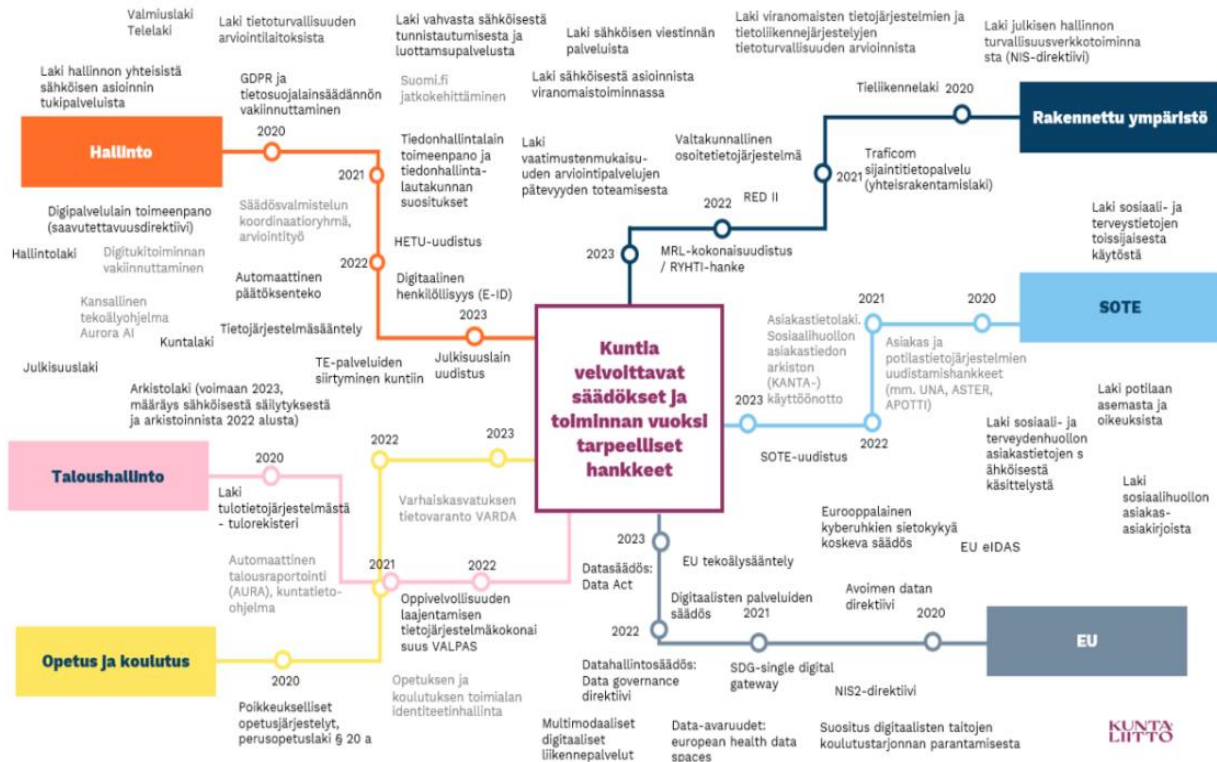 Valmiuslaki
Telelaki
Laki tietoturvallisuuden
arviointilaitoksista
Laki vahvasta sähköisestä
tunnistautumisesta ja
luottamsupalvelusta
Laki sähköisen viestinnän
palveluista
Laki viranomaisten tietojärjestelmien ja
tietoliikennejärjestelyjen
tietoturvallisuuden arvioinnista
Laki julkisen hallinnon
turvallisuusverkkotoiminna
sta (NIS-direktiivi)
Laki hallinnon yhteisistä
sähköisen asioinnin
tukipalveluista
GDPR ja
tietosuojalainsäädännön
vakiinnuttaminen
Suomi.fi
jatkokehittäminen
Laki sähköisestä asioinnista
viranomaistoiminnassa
Tieliikennelaki
2020
Rakennettu ympäristö
Hallinto
2020
2021
Tiedonhallintalain
toimeenpano ja
tiedonhallinta-
lautakunnan
suositukset
Laki
vaatimustenmukaisu-
uden arviointipalvelujen
pätevyyden toteamisesta
Valtakunnallinen
osoitetietojärjestelmä
2021
Traficom
sijaintitietopalvelu
(yhteisrakentamislaki)
RED II
2022
Digipalvelulain toimeenpano
(saavutettavuusdirektiivi)
Säädösvalmistelun
koordinaatioryhmä,
arviointityö
HETU-uudistus
2023
MRL-kokonaisuudistus
/ RYHTI-hanke
Laki sosiaali- ja
terveystietojen
toissijaisesta
käytöstä
Hallintolaki
Digitukitoiminnan
vakiinnuttaminen
2022
Automaattinen
päätöksenteko
Digitaalinen
henkilöllisyys (E-ID)
Kansallinen
tekoälyohjelma
Aurora AI
Kuntalaki
Tietojärjestelmäsääntely
2023
Julkisuuslain
uudistus
TE-palveluiden
siirtyminen kuntiin
Julkisuuslaki
Arkistolaki (voimaan 2023,
määräys sähköisestä säilytyksestä
ja arkistoinnista 2022 alusta)
Kuntia
velvoittavat
säädökset ja
toiminnan vuoksi
tarpeelliset
hankkeet
Asiakastietolaki.
Sosiaalihuollon
asiakastiedon
arkiston
(KANTA-)
käyttöönotto
2021
2020
SOTE
Asiakas ja
potilastietojärjestelmien
uudistamishankkeet
(mm. UNA, ASTER,
APOTTI)
2023
2022
SOTE-uudistus
Laki potilaan
asemasta ja
oikeuksista
Laki sosiaali- ja
terveydenhuollon
asiakastietojen s
ähköisestä
käsittelystä
Laki
sosiaalihuollon
asiakas-
asiakirjoista
Taloushallinto
2020
2022
2023
Laki
tulotietojärjestelmästä
- tulorekisteri
Varhaiskasvatuksen
tietovaranto VARDA
Automaattinen
talousraportointi
(AURA), kuntatieto-
ohjelma
2021
2022
Oppivelvollisuuden
laajentamisen
tietojärjestelmäkokonai
suus VALPAS
Opetus ja koulutus
2020
Poikkeukselliset
opetusjärjestelyt,
perusopetuslaki § 20 a
Opetuksen ja
koulutuksen toimialan
identiteetinhallinta
Eurooppalainen
kyberuhkien sietokykyä
koskeva säädös
EU eIDAS
2023
Datasäädös:
Data Act
EU tekoälysääntely
Digitaalisten palveluiden
säädös
2021
Avoimen datan
direktiivi
2020
EU
2022
Datahallintosäädös:
Data governance
direktiivi
SDG-single digital
gateway
NIS2-direktiivi
Multimodaaliset
digitaaliset
liikennepalvelut
Data-avaruudet:
european health data
spaces
Suositus digitaalisten taitojen
koulutustarjonnan parantamisesta
KUNTA
LIITTO